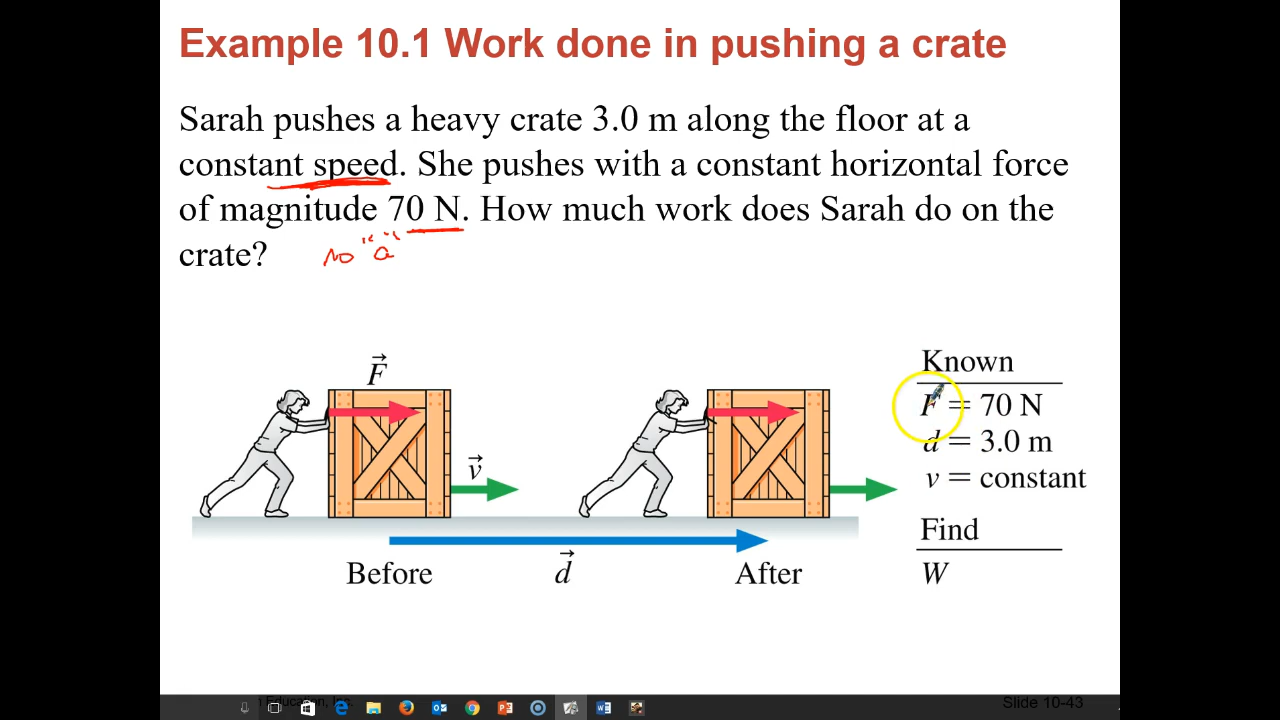 Example 10.1 Work done in pushing a crate
Sarah pushes a heavy crate 3.0 m along the floor at a
constant speed. She pushes with a constant horizontal force
of magnitude 70 N. How much work does Sarah do on the
crate?
no "a"
F
v
Before
d
After
Known
F = 70 N
d = 3.0 m
v = constant
Find
W
Education, Inc.
Slide 10-43